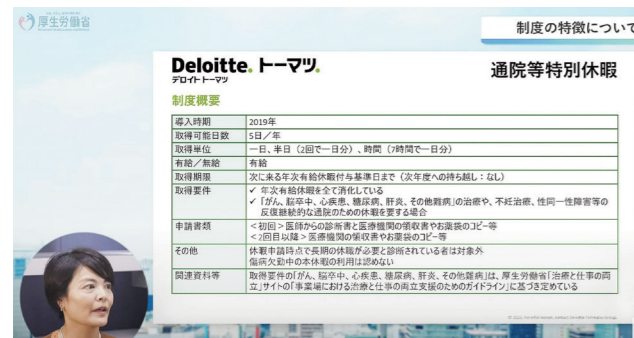 厚生労働省
制度の特徴について
Deloitte. トーマツ.
デロイト トーマツ
通院等特別休暇
制度概要
導入時期 2019年
取得可能日数 5日／年
取得単位 一日、半日（2回で一日分）、時間（7時間で一日分）
有給／無給 有給
取得期限 次に来る年次有給休暇付与基準日まで（次年度への持ち越し：なし）
取得要件 ✓ 年次有給休暇を全て消化している
✓ 「がん、脳卒中、心疾患、糖尿病、肝炎、その他難病」の治療や、不妊治療、性同一性障害等の
反復継続的な通院のための休暇を要する場合
申請書類 ＜初回＞医師からの診断書と医療機関の領収書やお薬袋のコピー等
＜2回目以降＞医療機関の領収書やお薬袋のコピー等
その他 休暇申請時点で長期の休職が必要と診断されている者は対象外
傷病欠勤中の本休暇の利用は認めない
関連資料等 取得要件の「がん、脳卒中、心疾患、糖尿病、肝炎、その他難病」は、厚生労働省「治療と仕事の両
立」サイトの「事業場における治療と仕事の両立支援のためのガイドライン」に基づき定めている